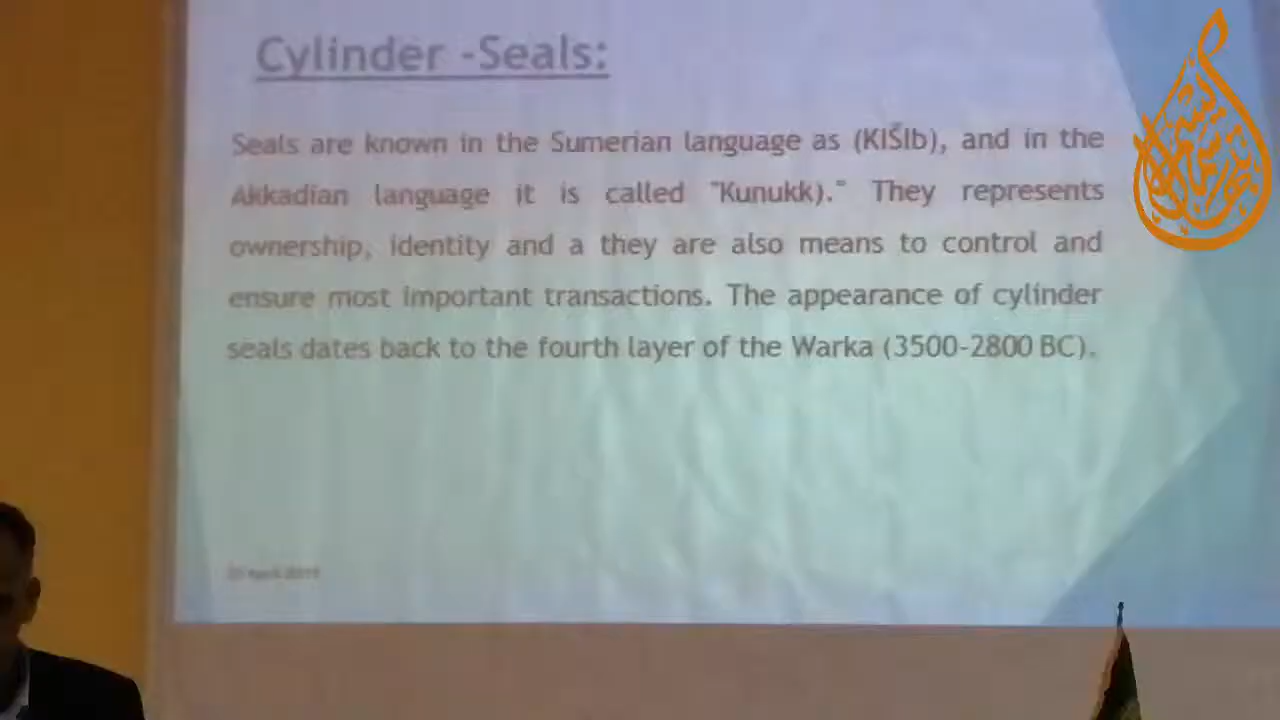 Cylinder -Seals:
Seals are known in the Sumerian language as (KIŠIb), and in the
Akkadian language it is called "Kunukk)." They represents
ownership, identity and a they are also means to control and
ensure most important transactions. The appearance of cylinder
seals dates back to the fourth layer of the Warka (3500-2800 BC).